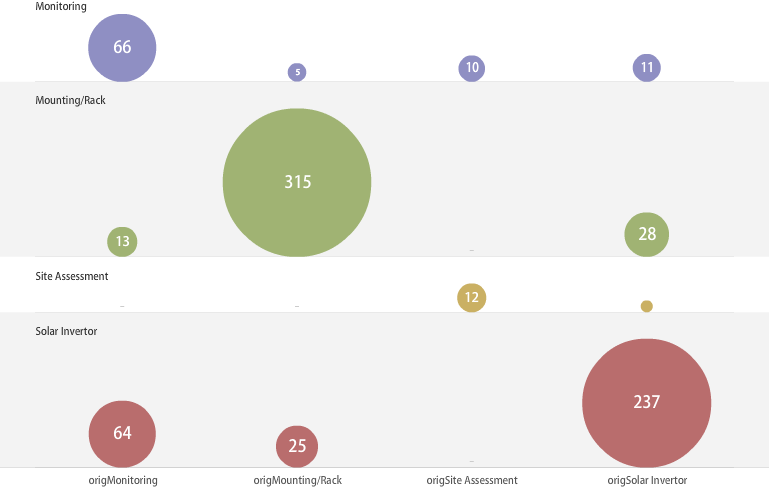 Monitoring
66 5 10 11
Mounting/Rack
13 315 – 28
Site Assessment
– – 12
Solar Invertor
64 25 – 237
origMonitoring origMounting/Rack origSite Assessment origSolar Invertor